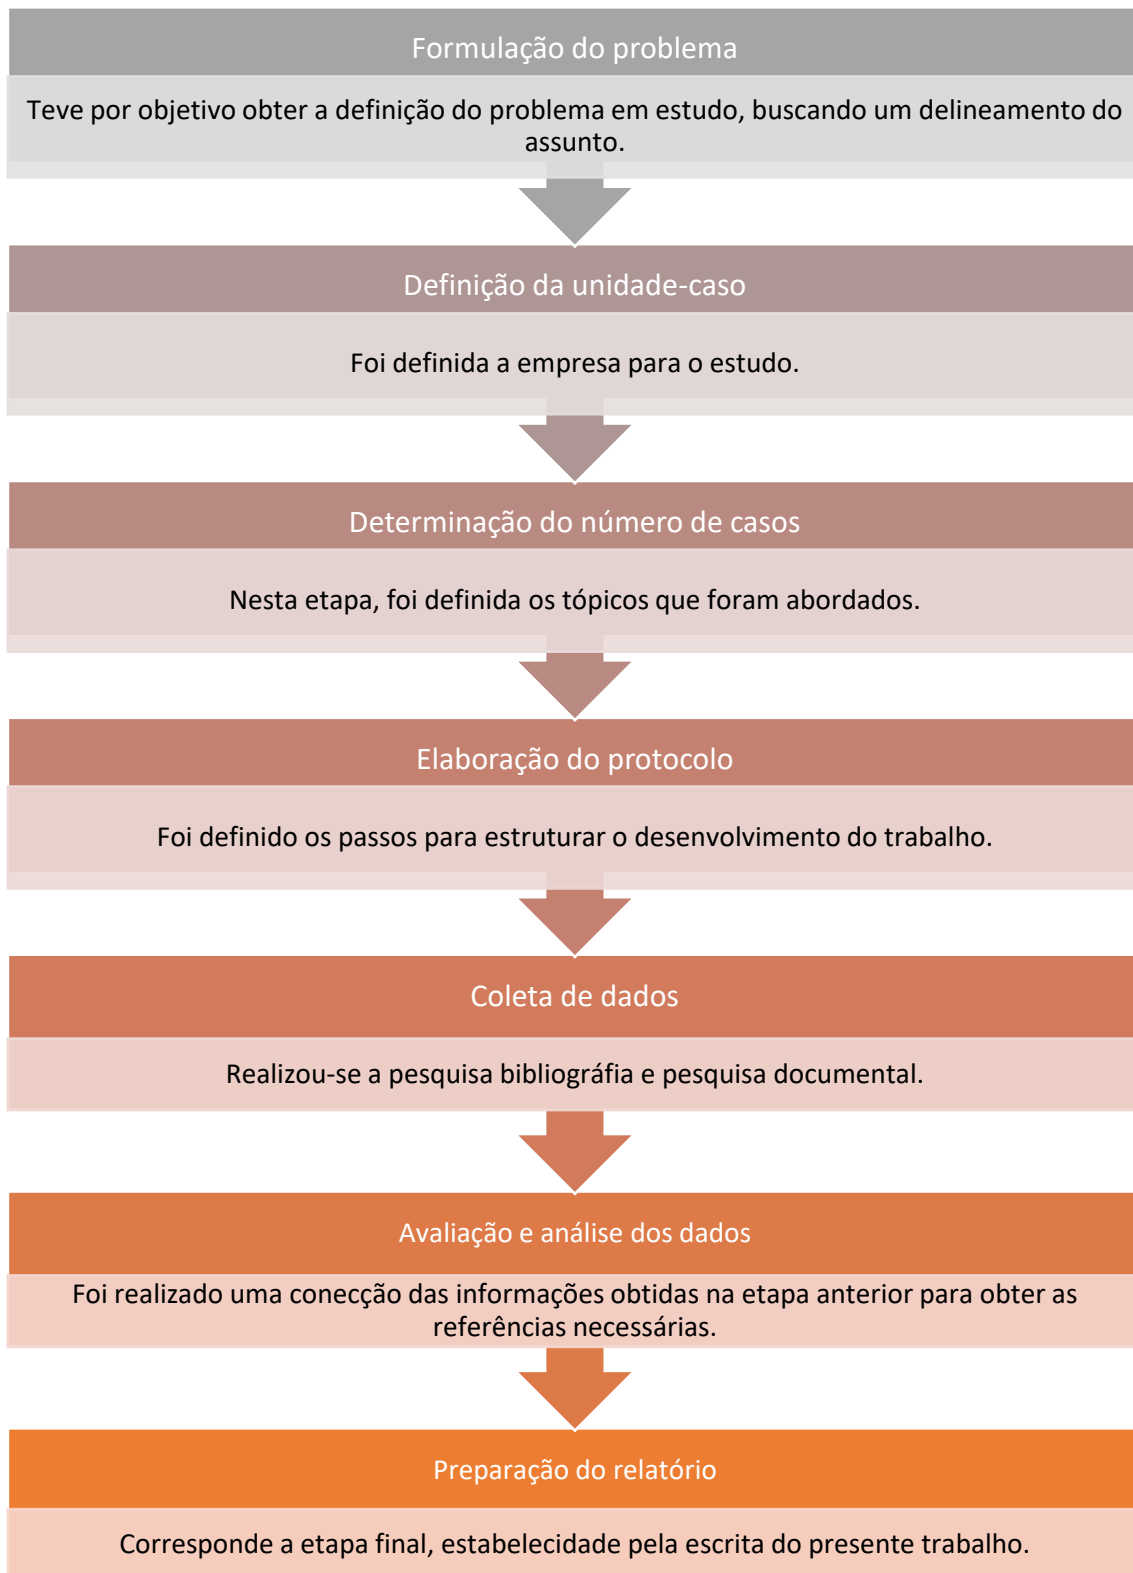 Formulação do problema
Teve por objetivo obter a definição do problema em estudo, buscando um delineamento do
assunto.
Definição da unidade-caso
Foi definida a empresa para o estudo.
Determinação do número de casos
Nesta etapa, foi definida os tópicos que foram abordados.
Elaboração do protocolo
Foi definido os passos para estruturar o desenvolvimento do trabalho.
Coleta de dados
Realizou-se a pesquisa bibliográfia e pesquisa documental.
Avaliação e análise dos dados
Foi realizado uma conecção das informações obtidas na etapa anterior para obter as
referências necessárias.
Preparação do relatório
Corresponde a etapa final, estabelecidade pela escrita do presente trabalho.